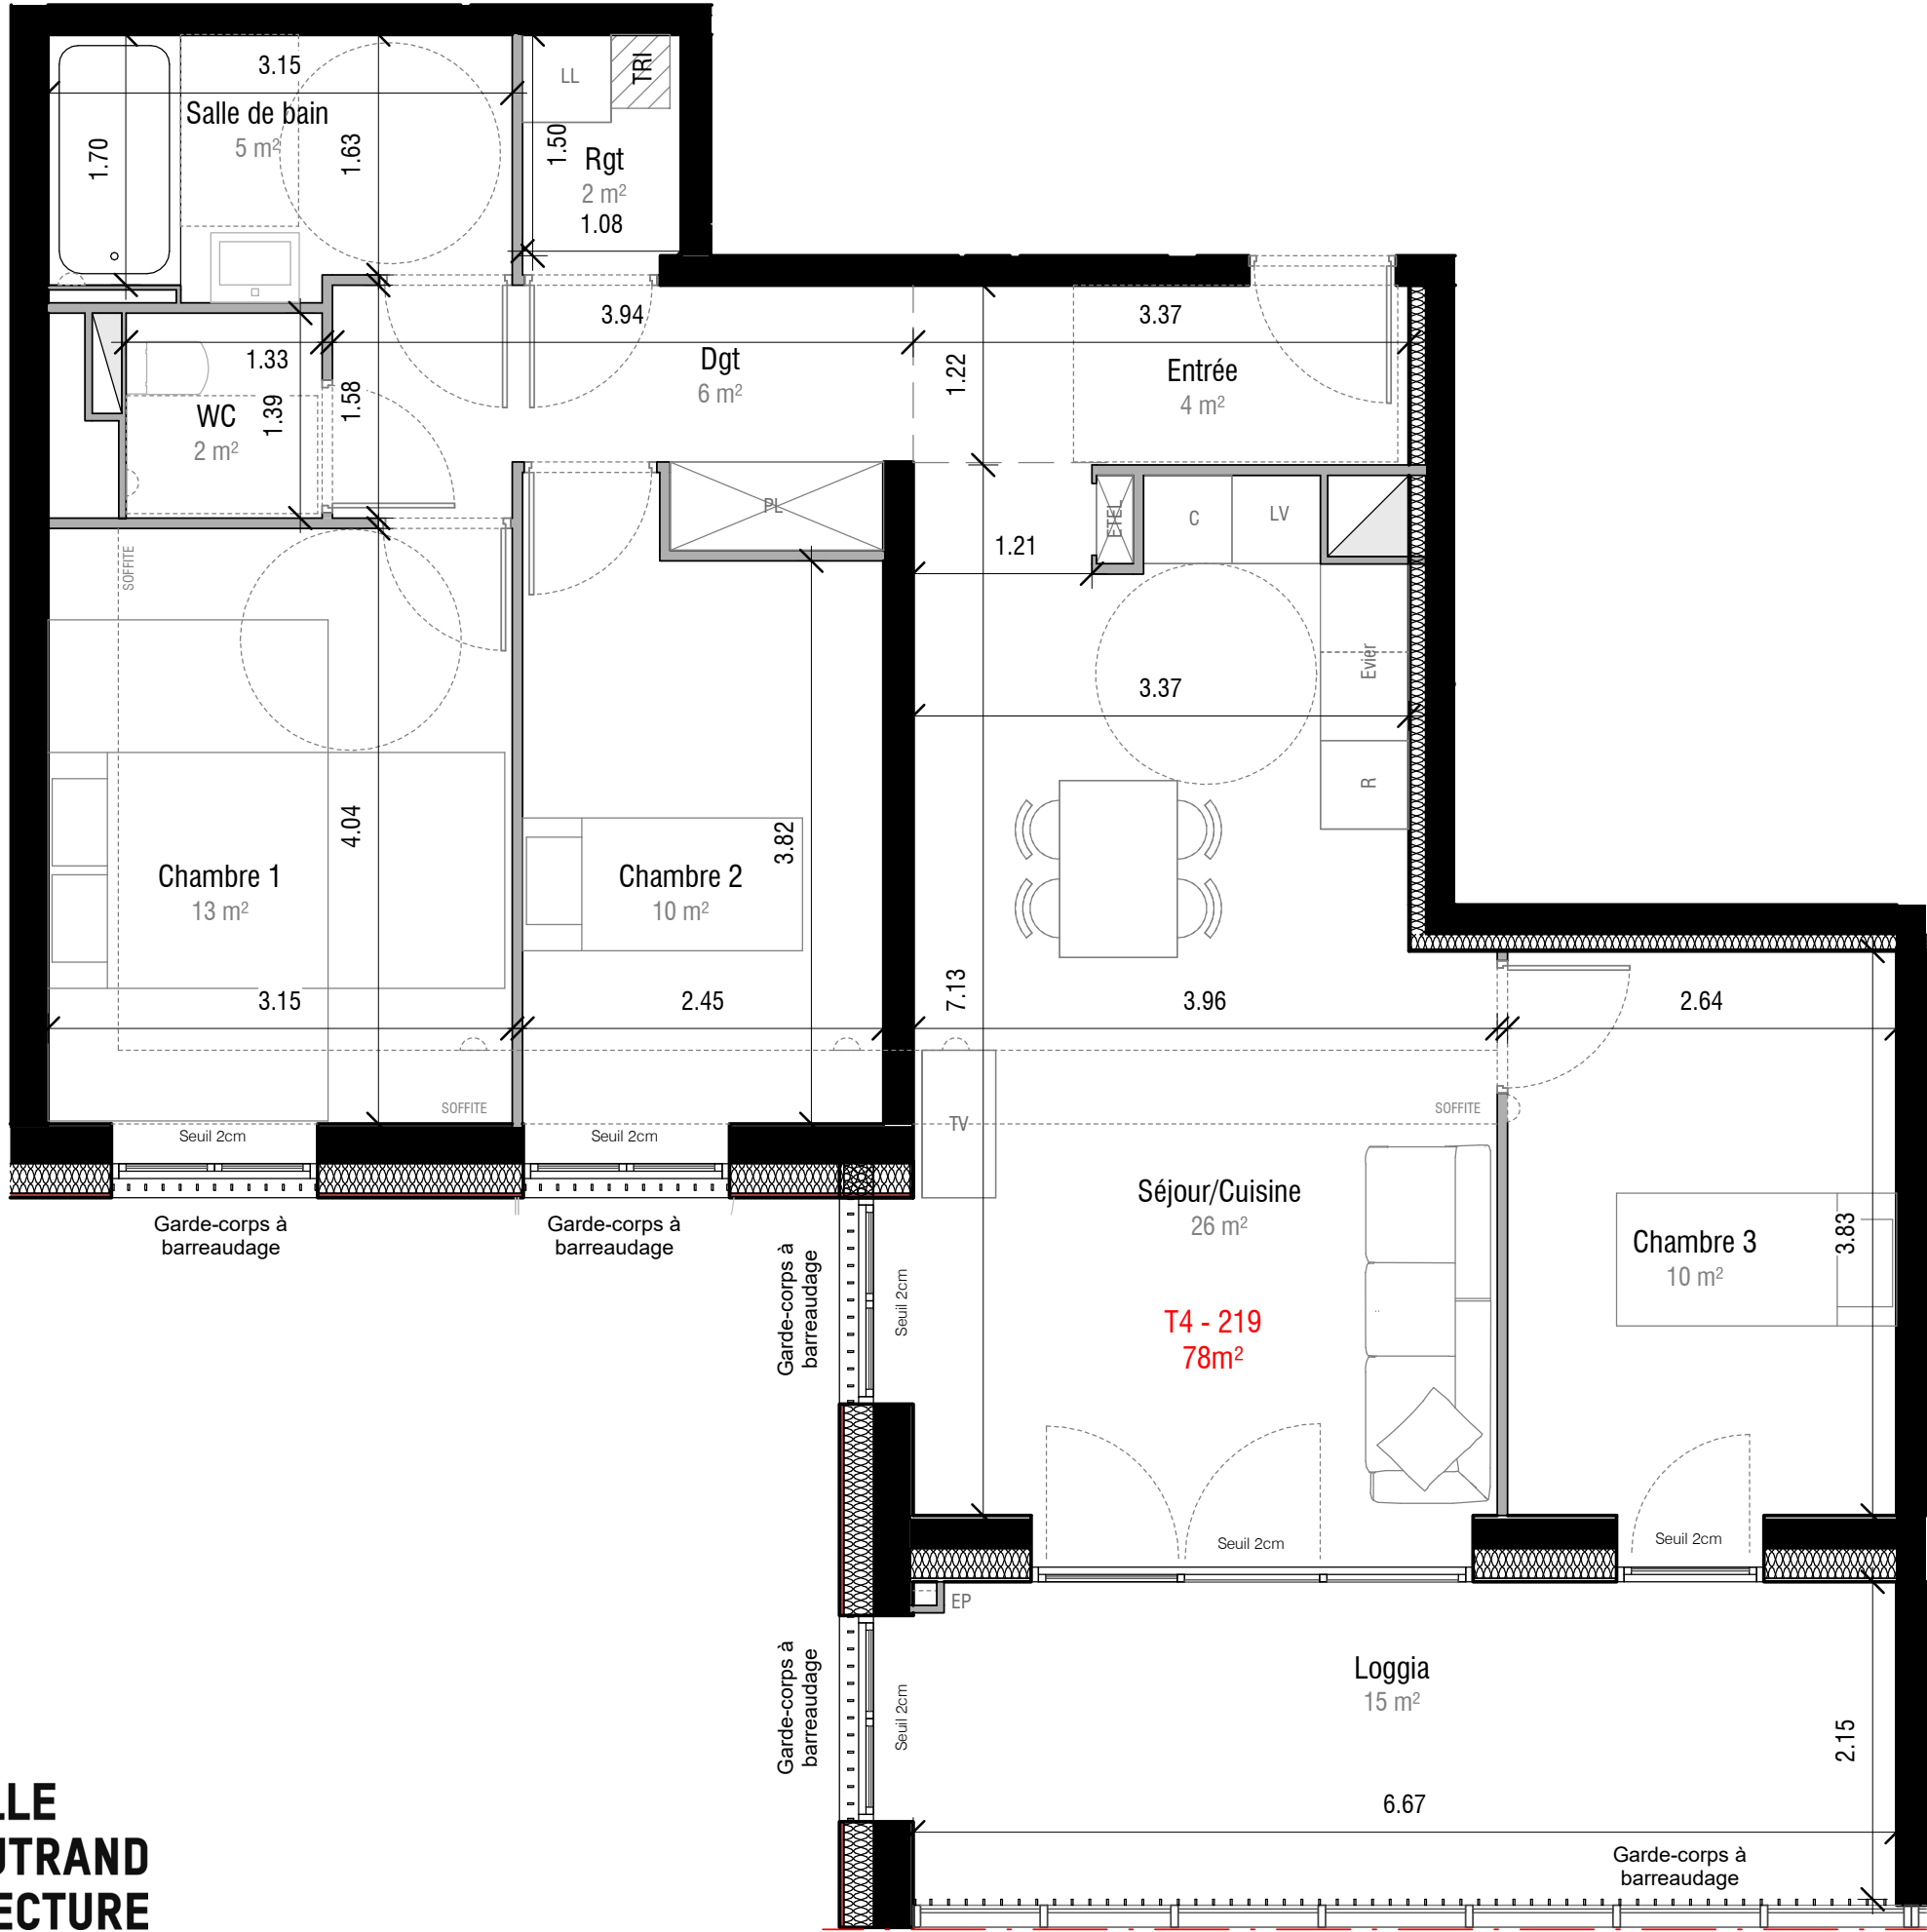 3.15
Salle de bain
5 m²
1.70
1.63
LL
TRI
1.50
Rgt
2 m²
1.08
3.94
3.37
Dgt
6 m²
1.22
Entrée
4 m²
1.33
1.39
WC
2 m²
1.58
PL
ETEL
C
LV
1.21
SOFFITE
3.37
Evier
R
4.04
3.82
Chambre 1
13 m²
Chambre 2
10 m²
3.15
2.45
7.13
3.96
2.64
SOFFITE
SOFFITE
TV
Seuil 2cm
Seuil 2cm
Garde-corps à
barreaudage
Garde-corps à
barreaudage
Garde-corps à
barreaudage
Seuil 2cm
Séjour/Cuisine
26 m²
T4 - 219
78m²
Chambre 3
10 m²
3.83
Seuil 2cm
Seuil 2cm
EP
Garde-corps à
barreaudage
Seuil 2cm
Loggia
15 m²
2.15
6.67
Garde-corps à
barreaudage
LLE
UTRAND
ECTURE